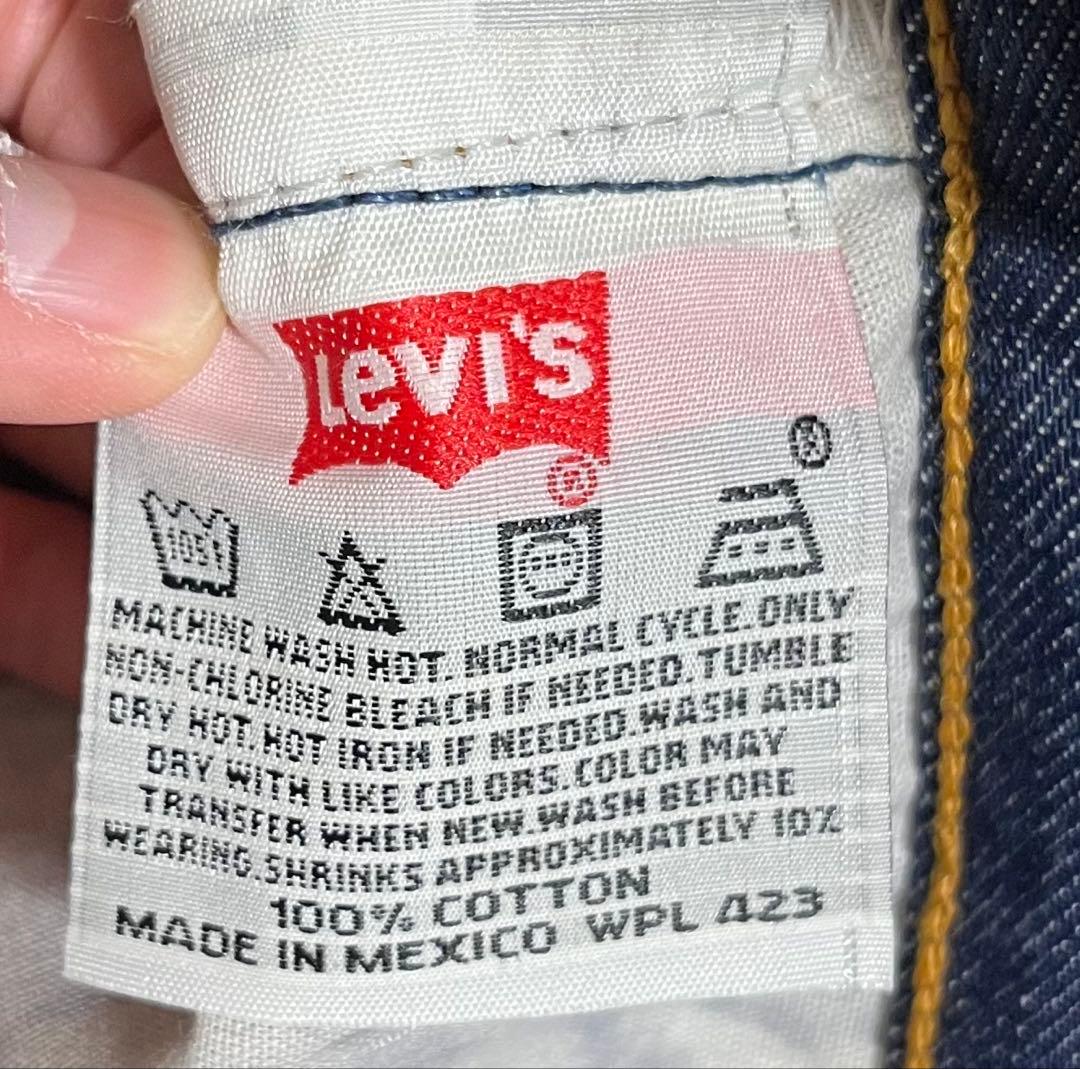 LEVI'S
®
®
105F
MACHINE WASH HOT. NORMAL CYCLE.ONLY
NON-CHLORINE BLEACH IF NEEDED.TUMBLE
DRY HOT.HOT IRON IF NEEDED.WASH AND
DRY WITH LIKE COLORS.COLOR MAY
TRANSFER WHEN NEW.WASH BEFORE
WEARING.SHRINKS APPROXIMATELY 10%
100% COTTON
MADE IN MEXICO WPL 423